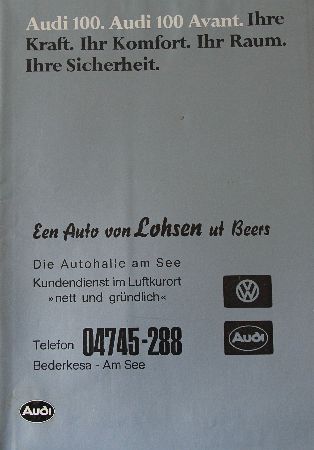 Audi 100. Audi 100 Avant. Ihre
Kraft. Ihr Komfort. Ihr Raum.
Ihre Sicherheit.
Een Auto von Lohsen ut Beers
Die Autohalle am See
Kundendienst im Luftkurort
»nett und gründlich«
VW
Telefon 04745-288
Audi
Bederkesa - Am See
Audi